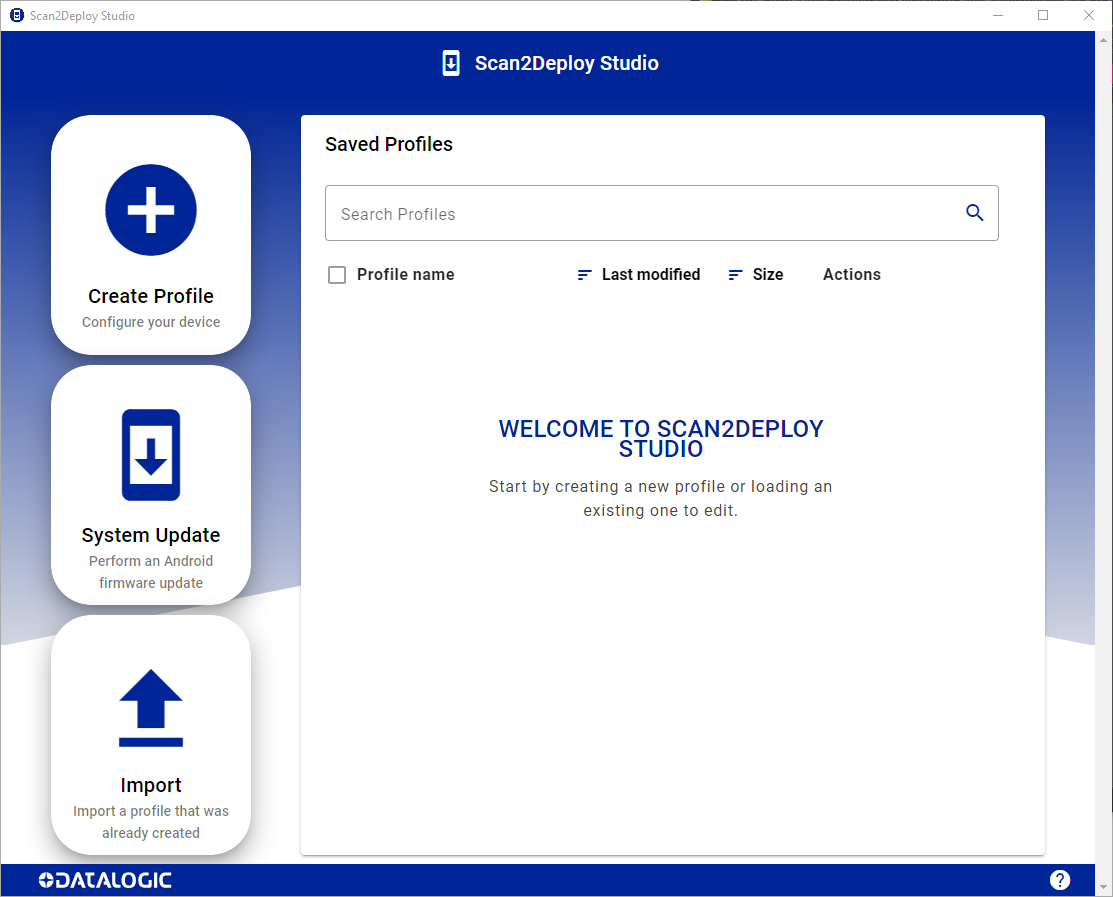 Scan2Deploy Studio
Scan2Deploy Studio
Create Profile
Configure your device
System Update
Perform an Android
firmware update
Import
Import a profile that was
already created
Saved Profiles
Search Profiles
Profile name
Last modified
Size
Actions
WELCOME TO SCAN2DEPLOY
STUDIO
Start by creating a new profile or loading an
existing one to edit.
DATALOGIC
?